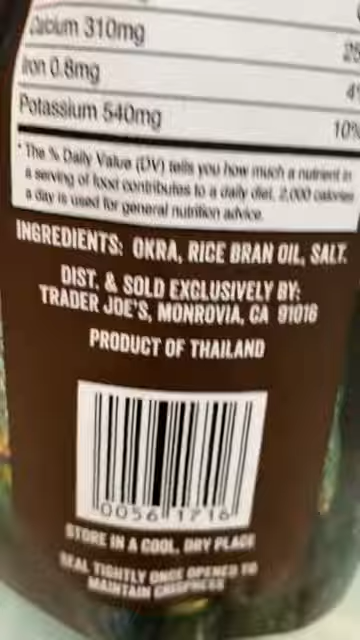 Calcium 310mg
Iron 0.8mg
4%
Potassium 540mg
10%
* The % Daily Value (DV) tells you how much a nutrient in
a serving of food contributes to a daily diet. 2,000 calories
a day is used for general nutrition advice.
INGREDIENTS: OKRA, RICE BRAN OIL, SALT.
DIST. & SOLD EXCLUSIVELY BY:
TRADER JOE'S, MONROVIA, CA 91016
PRODUCT OF THAILAND
0056 1716
STORE IN A COOL, DRY PLACE
SEAL TIGHTLY ONCE OPENED TO
MAINTAIN CRISPNESS